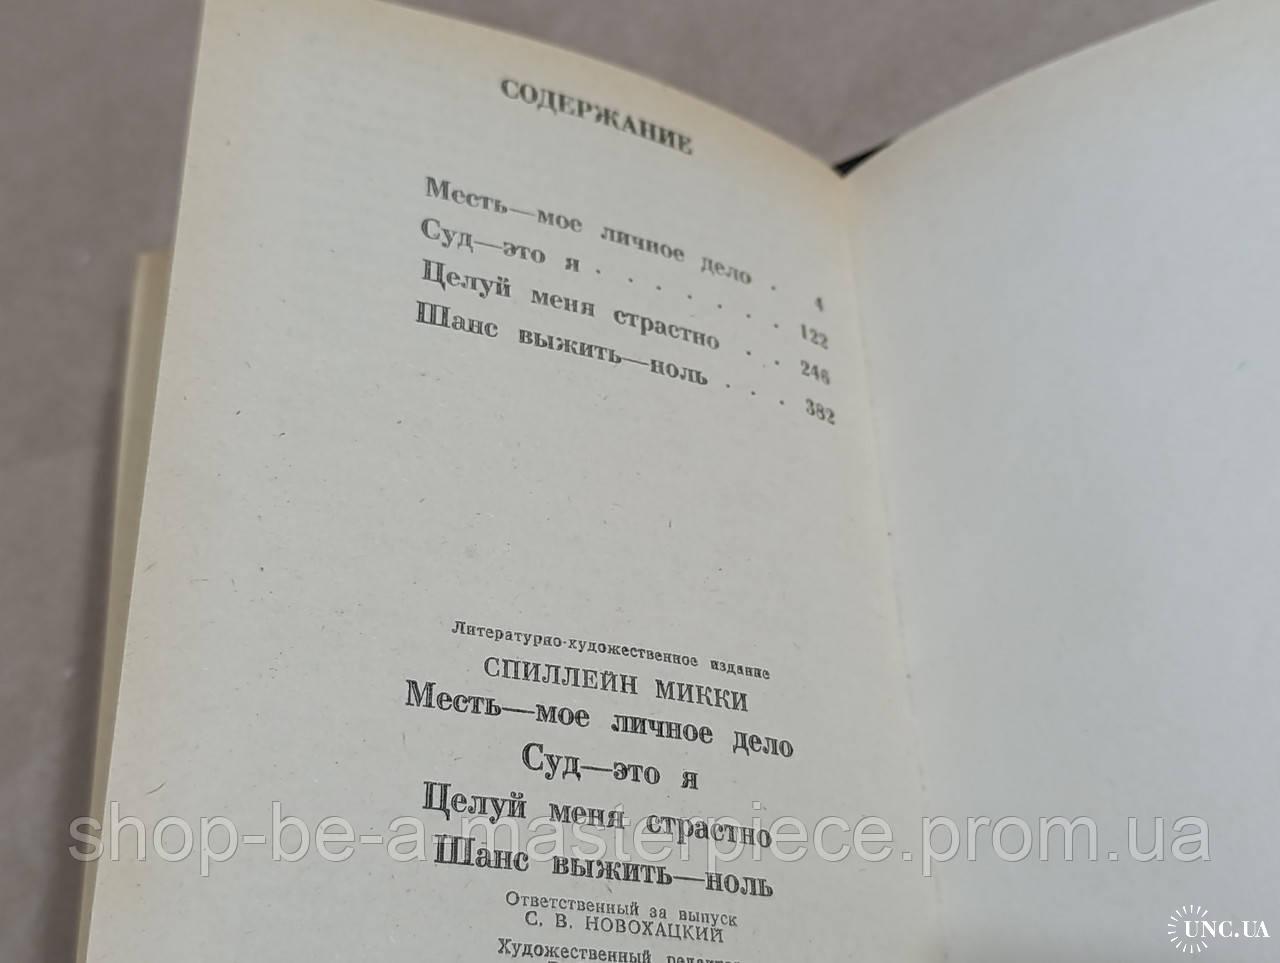 СОДЕРЖАНИЕ
Месть—мое личное дело . 4
Суд—это я . . . . . . . 122
Целуй меня страстно . . 246
Шанс выжить—ноль . . . 382
Литературно-художественное издание
СПИЛЛЕЙН МИККИ
Месть—мое личное дело
Суд—это я
Целуй меня страстно
shop-be-a-masterpiece.prom.ua
Шанс выжить—ноль
Ответственный за выпуск
С. В. НОВОХАЦКИЙ
Художественный
UNC.UA